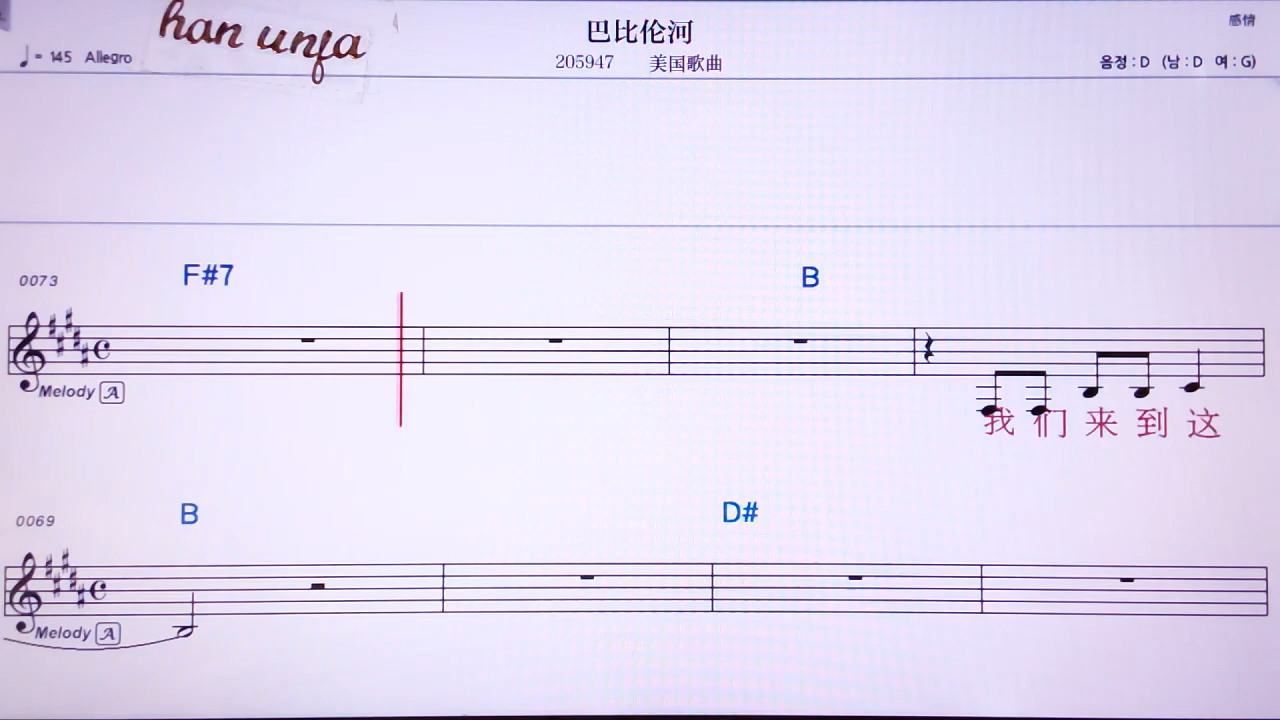 han unfa
巴比伦河
感情
♩= 145 Allegro
205947 美国歌曲
음정 : D (남 : D 여 : G)
0073 F#7 B
Melody A
我 们 来 到 这
0069 B D#
Melody A